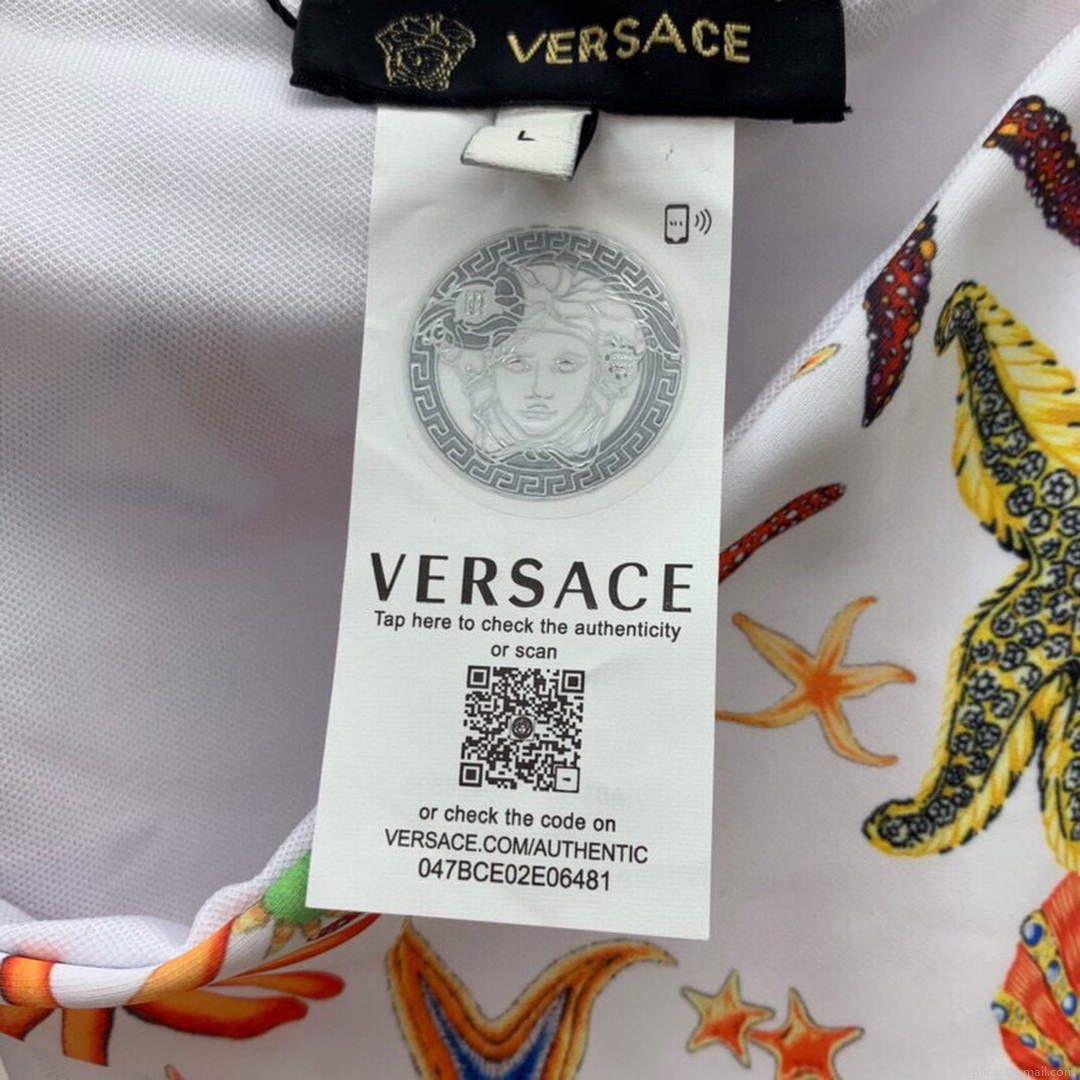 VERSACE
L
VERSACE
Tap here to check the authenticity
or scan
or check the code on
VERSACE.COM/AUTHENTIC
047BCE02E06481